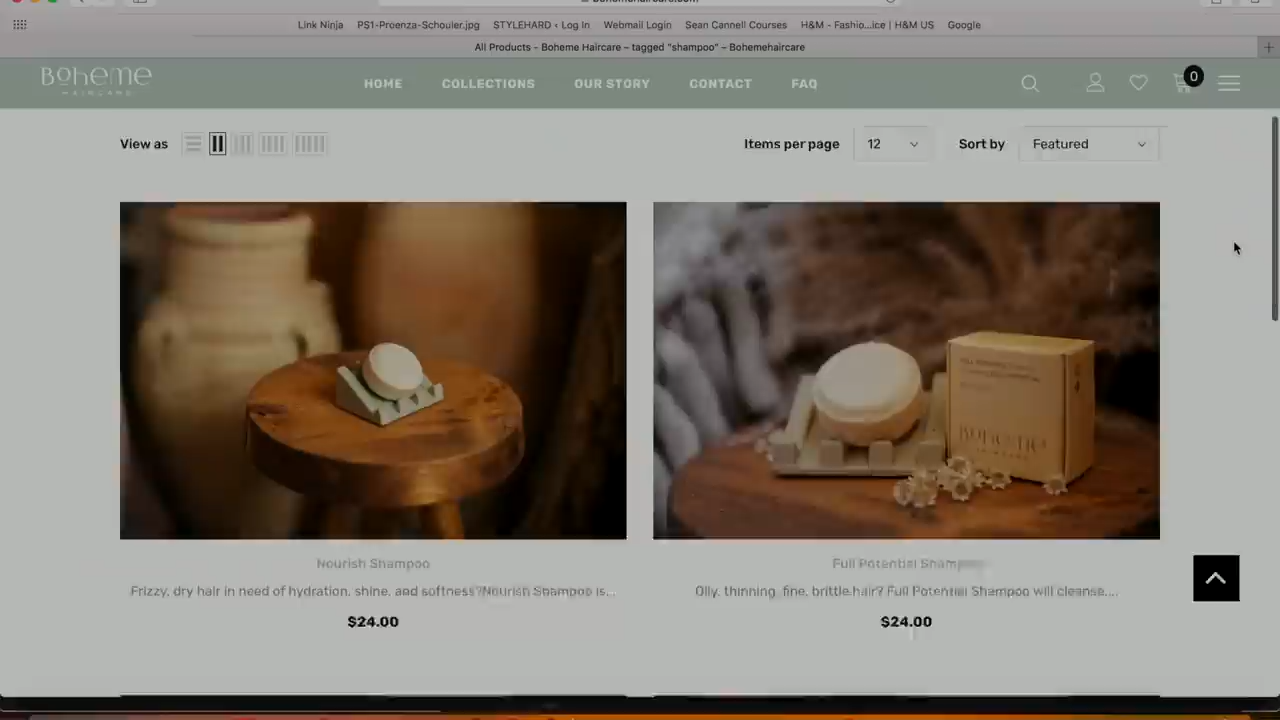 Link Ninja PS1-Proenza-Schouler.jpg STYLEHARD ‹ Log In Webmail Login Sean Cannell Courses H&M - Fashio...ice | H&M US Google
All Products - Boheme Haircare – tagged "shampoo" – Bohemehaircare
Boheme
HAIRCARE
HOME COLLECTIONS OUR STORY CONTACT FAQ
0
View as
Items per page 12 Sort by Featured
BOHEME
Nourish Shampoo
Full Potential Shampoo
Frizzy, dry hair in need of hydration, shine, and softness?Nourish Shampoo is...
Oily, thinning, fine, brittle hair? Full Potential Shampoo will cleanse,...
$24.00
$24.00